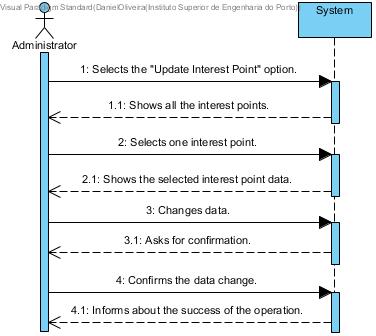 Visual Paradigm Standard(DanielOliveira(Instituto Superior de Engenharia do Porto)
System
Administrator
1: Selects the "Update Interest Point" option.
1.1: Shows all the interest points.
2: Selects one interest point.
2.1: Shows the selected interest point data.
3: Changes data.
3.1: Asks for confirmation.
4: Confirms the data change.
4.1: Informs about the success of the operation.